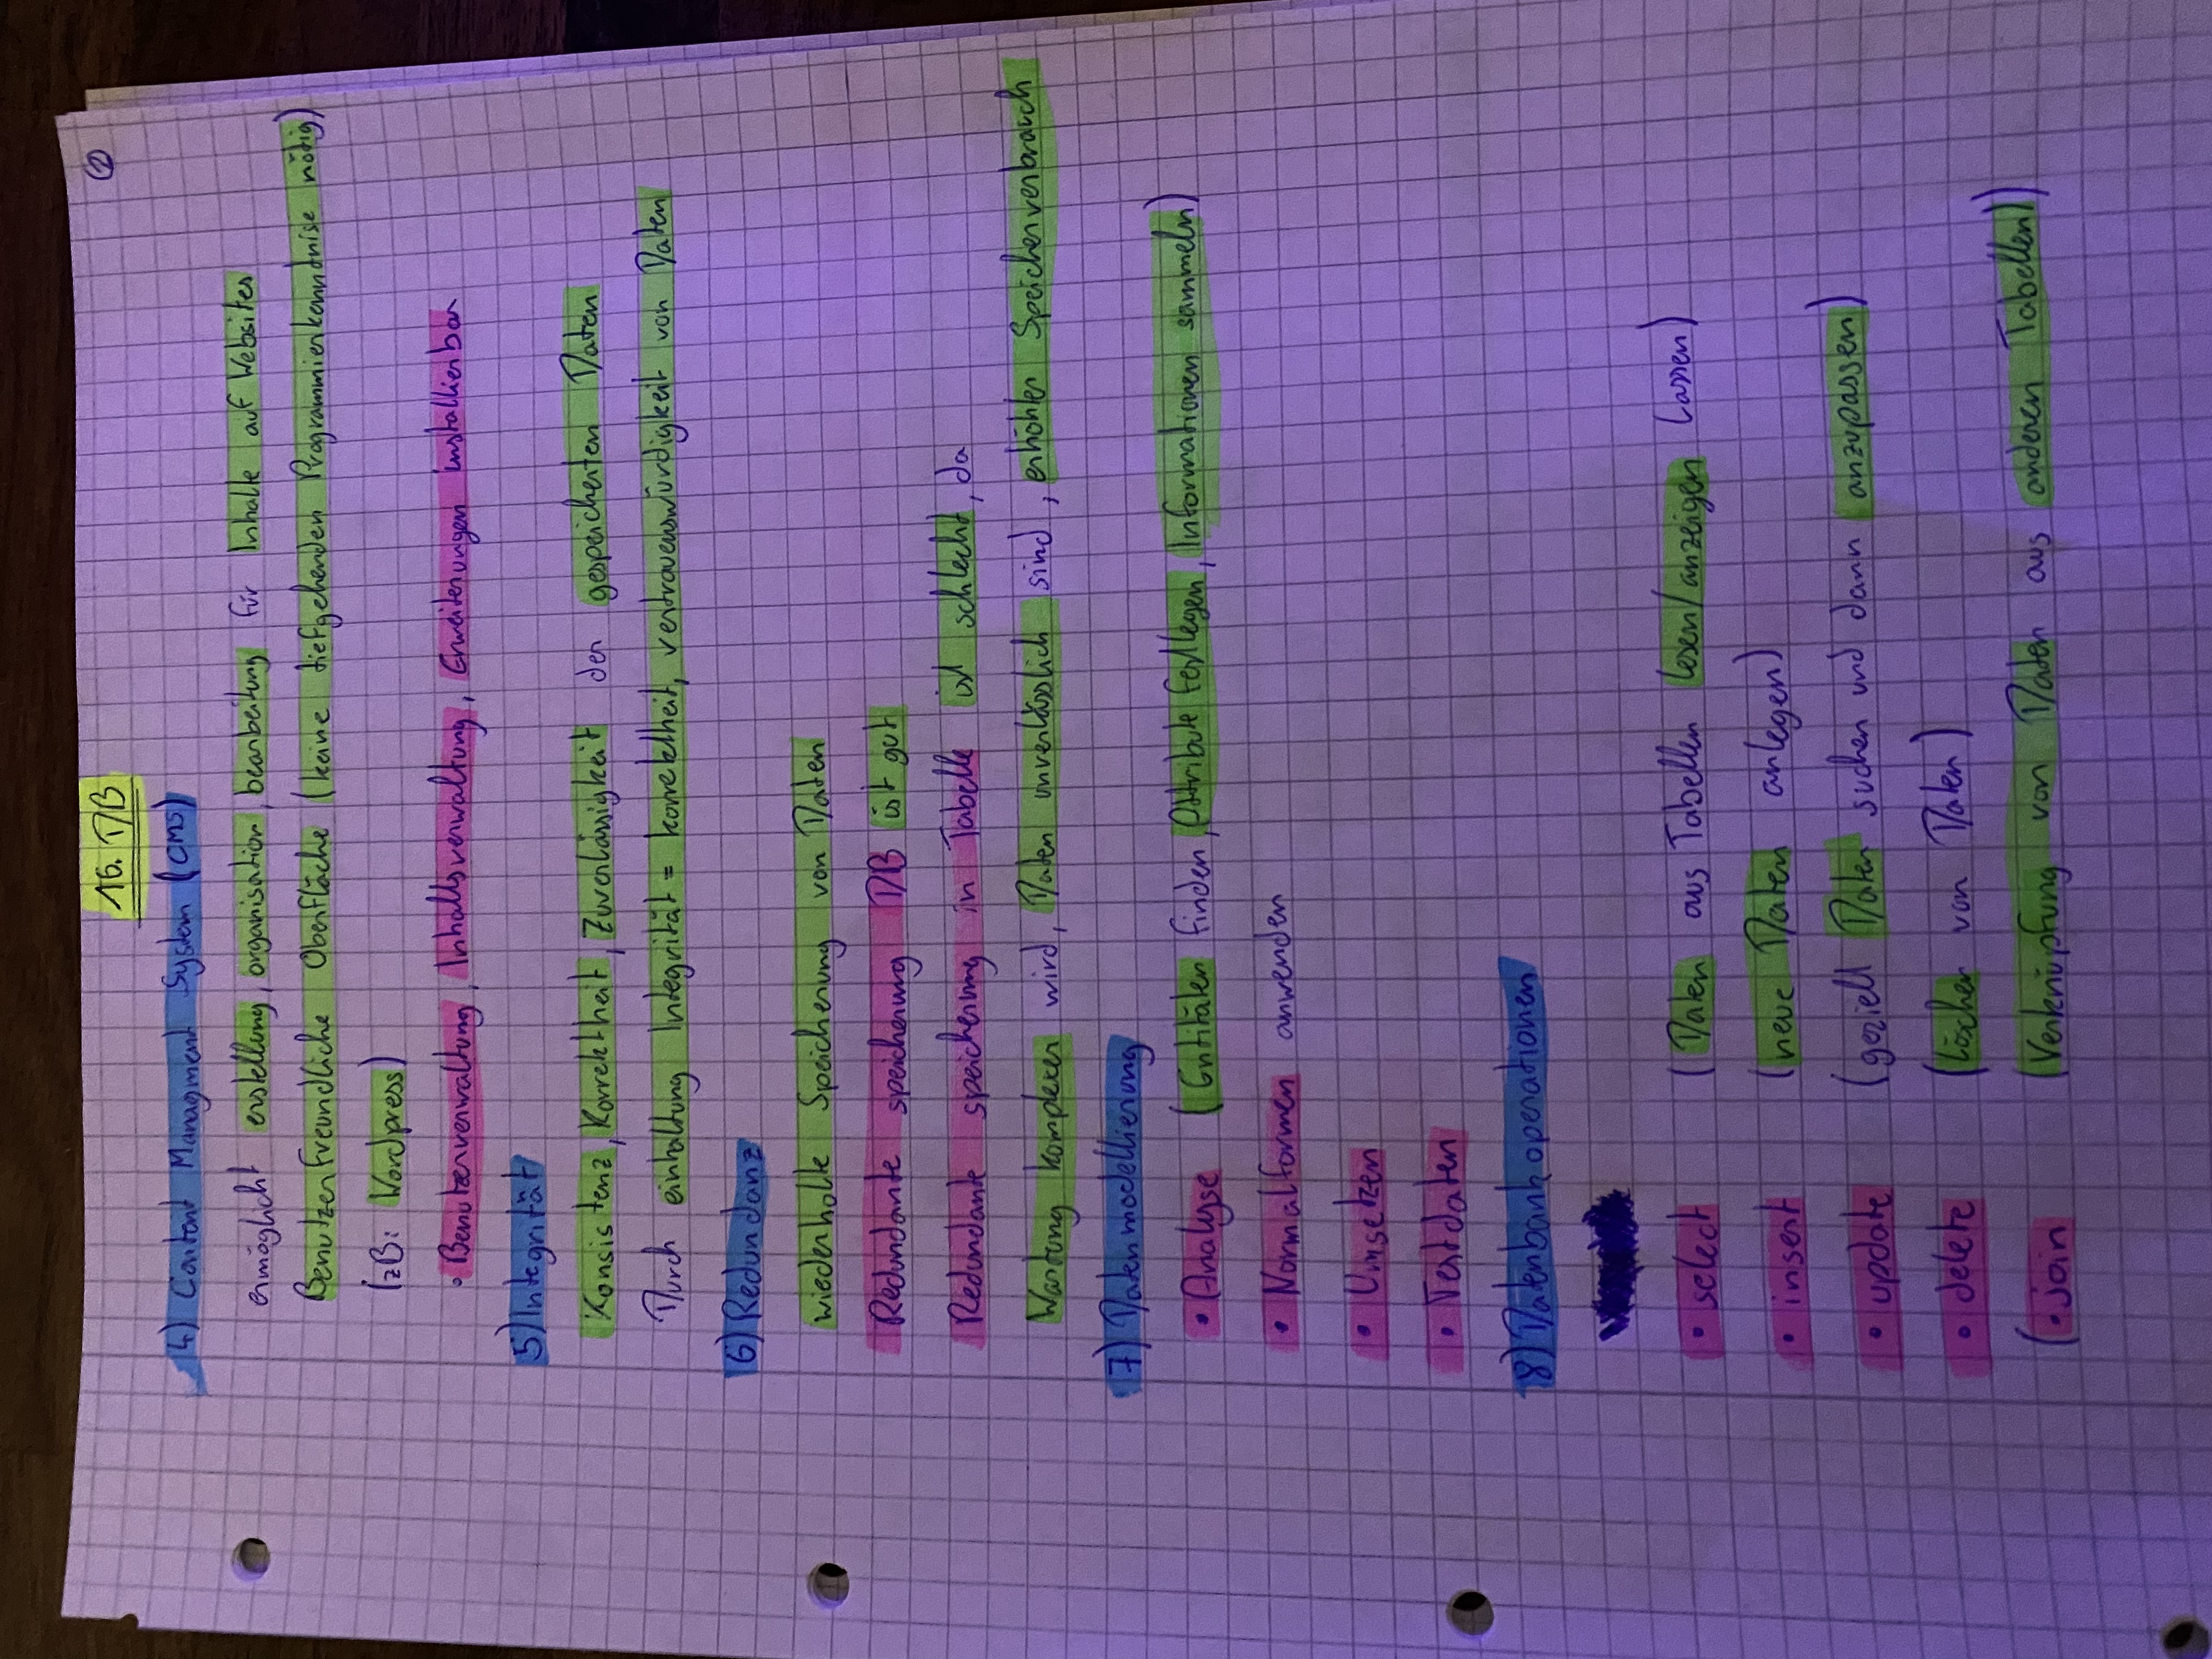 16. DB
2
4) Content Managment System (CMS)
ermöglicht erstellung, organisation, bearbeitung für Inhalte auf Websites
Benutzerfreundliche Oberfläche (keine tiefgehenden Programmierkenndnise nötig)
(zB: Wordpress)
• Benutzerverwaltung, Inhaltsverwaltung, Erweiterungen installierbar
5) Integrität
Konsistenz, Korrektheit, Zuverlässigkeit der gespeicherten Daten
Durch einhaltung Integrität = korrektheit, vertrauenswürdigkeit von Daten
6) Redundanz
wiederholte Speicherung von Daten
Redundante speicherung DB ist gut
Redundante speicherung in Tabelle ist schlecht, da
Wartung komplexer wird, Daten unverlässlich sind, erhöhter Speicherverbrauch
7) Datenmodellierung
• Analyse (Entitäten finden, Attribute festlegen, Informationen sammeln)
• Normalformen anwenden
• Umsetzen
• Testdaten
8) Datenbankoperationen
• select (Daten aus Tabellen lesen/anzeigen lassen)
• insert (neue Daten anlegen)
• update (geziell Daten suchen und dann anzupassen)
• delete (löschen von Daten)
(• join (Verknüpfung von Daten aus anderen Tabellen))